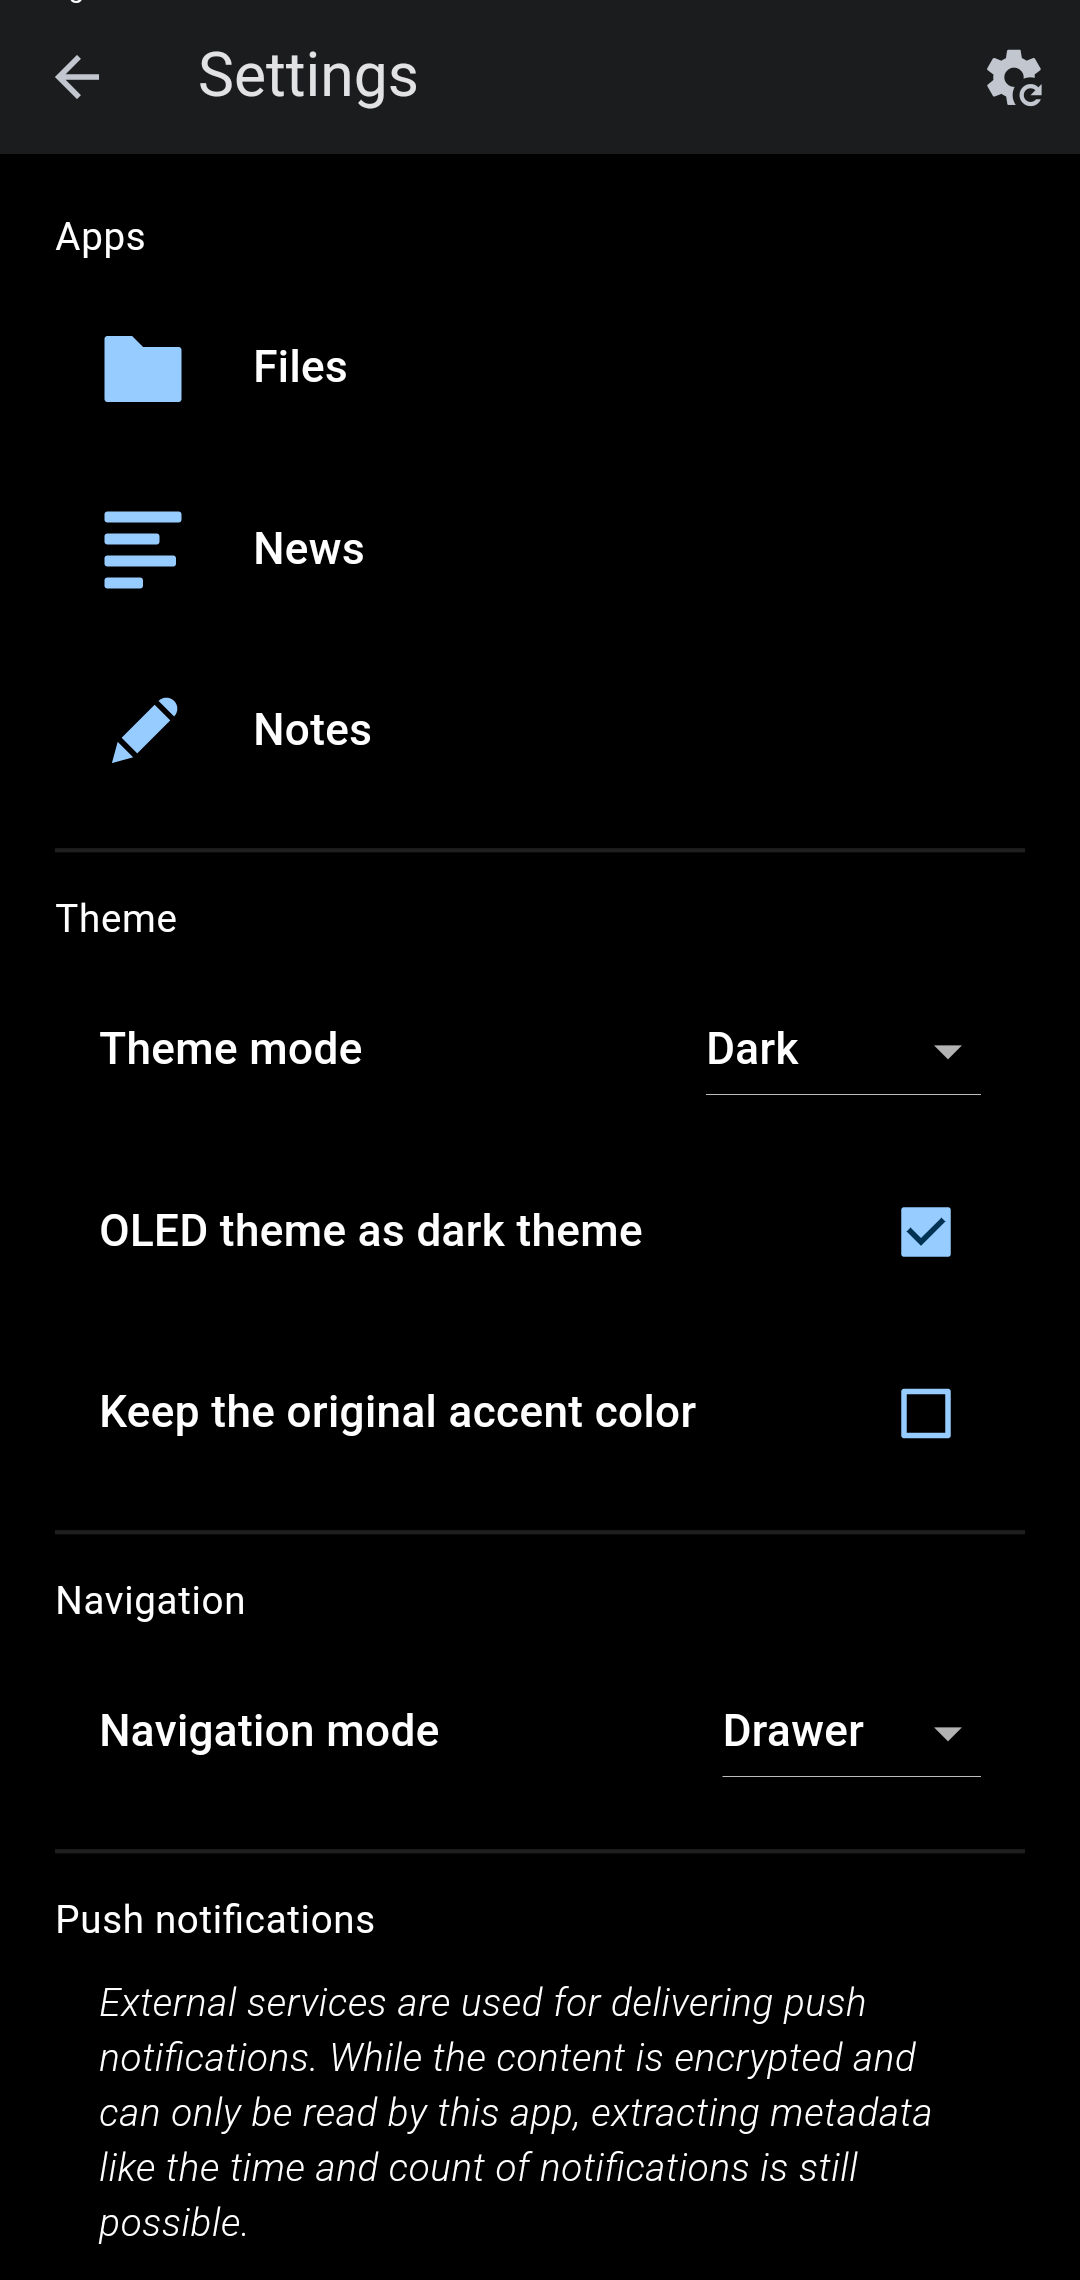 Settings
Apps
Files
News
Notes
Theme
Theme mode
Dark
OLED theme as dark theme
Keep the original accent color
Navigation
Navigation mode
Drawer
Push notifications
External services are used for delivering push
notifications. While the content is encrypted and
can only be read by this app, extracting metadata
like the time and count of notifications is still
possible.